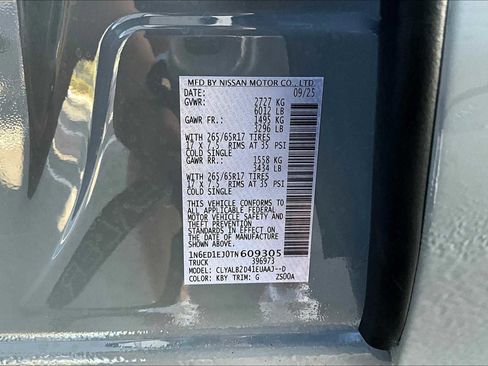 MFD BY NISSAN MOTOR CO., LTD.
DATE: 09/25
GVWR: 2727 KG
6012 LB
GAWR FR.: 1495 KG
3296 LB
WITH 265/65R17 TIRES
17 X 7.5 RIMS AT 35 PSI
COLD SINGLE
GAWR RR.: 1558 KG
3434 LB
WITH 265/65R17 TIRES
17 X 7.5 RIMS AT 35 PSI
COLD SINGLE
THIS VEHICLE CONFORMS TO
ALL APPLICABLE FEDERAL
MOTOR VEHICLE SAFETY AND
THEFT PREVENTION
STANDARDS IN EFFECT ON
THE DATE OF MANUFACTURE
SHOWN ABOVE.
1N6ED1EJ0TN609305
TRUCK 396973
MODEL: CLYALBZD41EUAAJ--D
COLOR: KBY TRIM: G ZSD0A